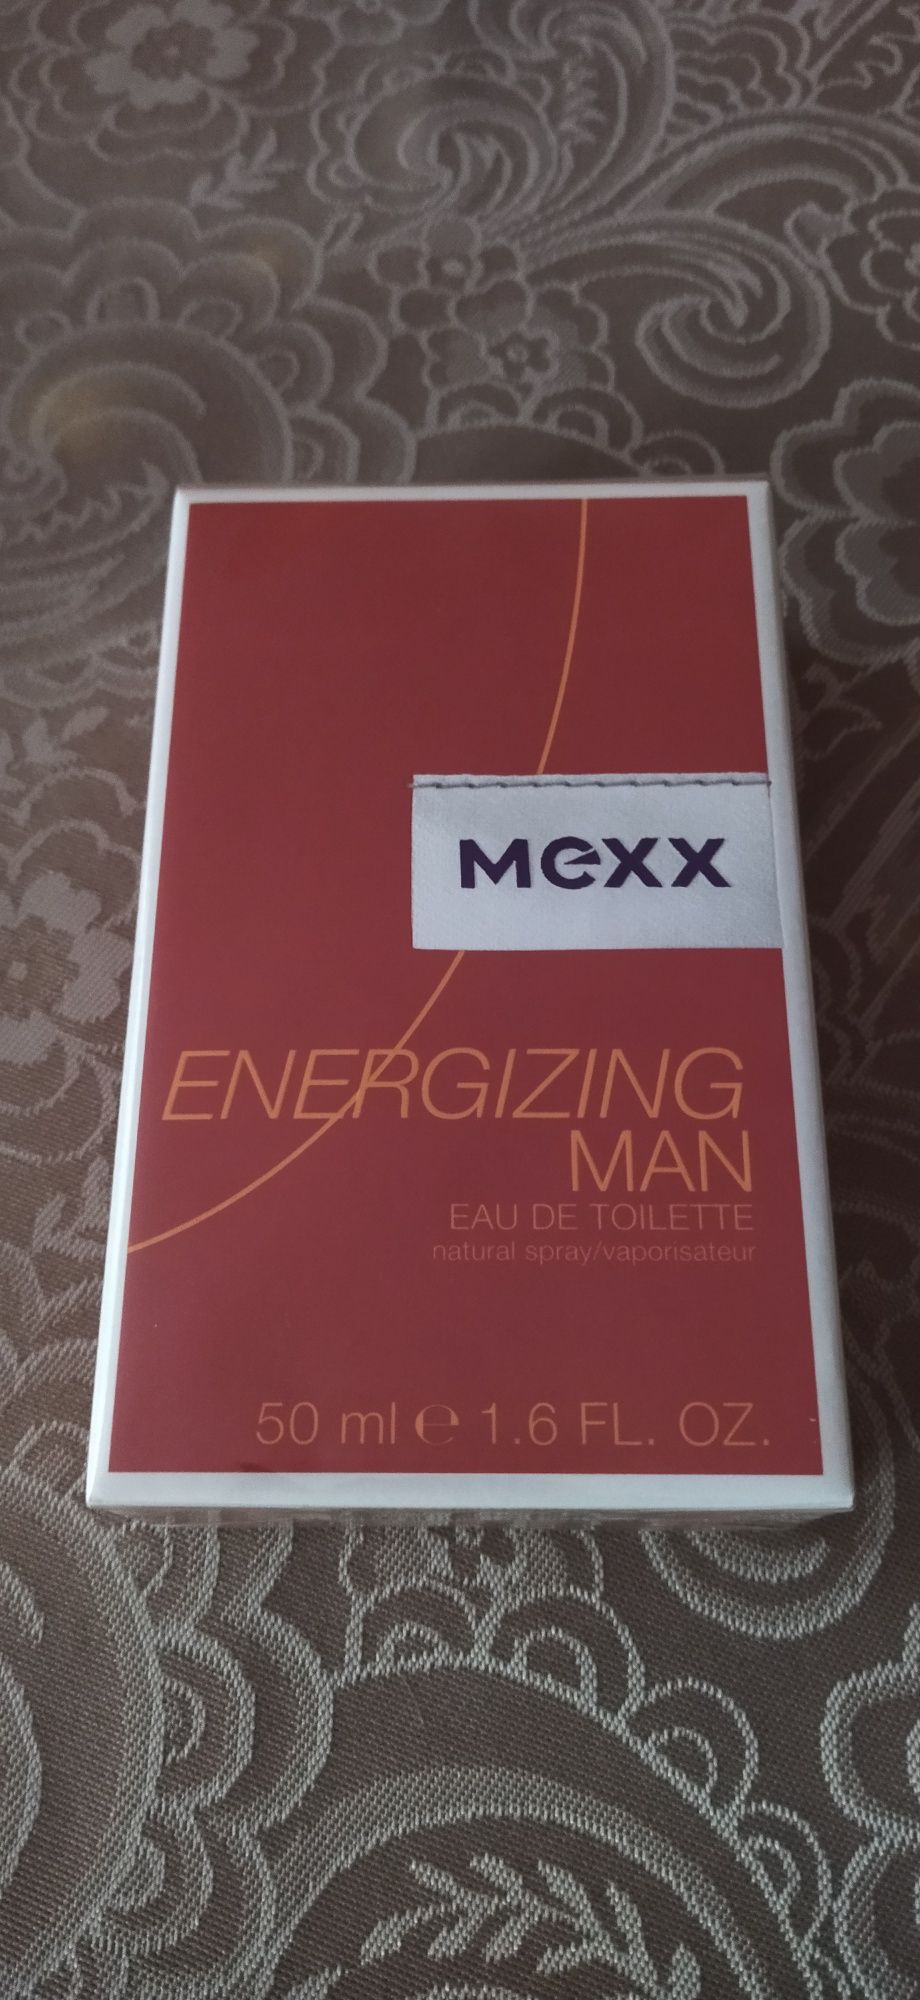 Mexx
ENERGIZING
MAN
EAU DE TOILETTE
natural spray/vaporisateur
50 ml e 1.6 FL. OZ.